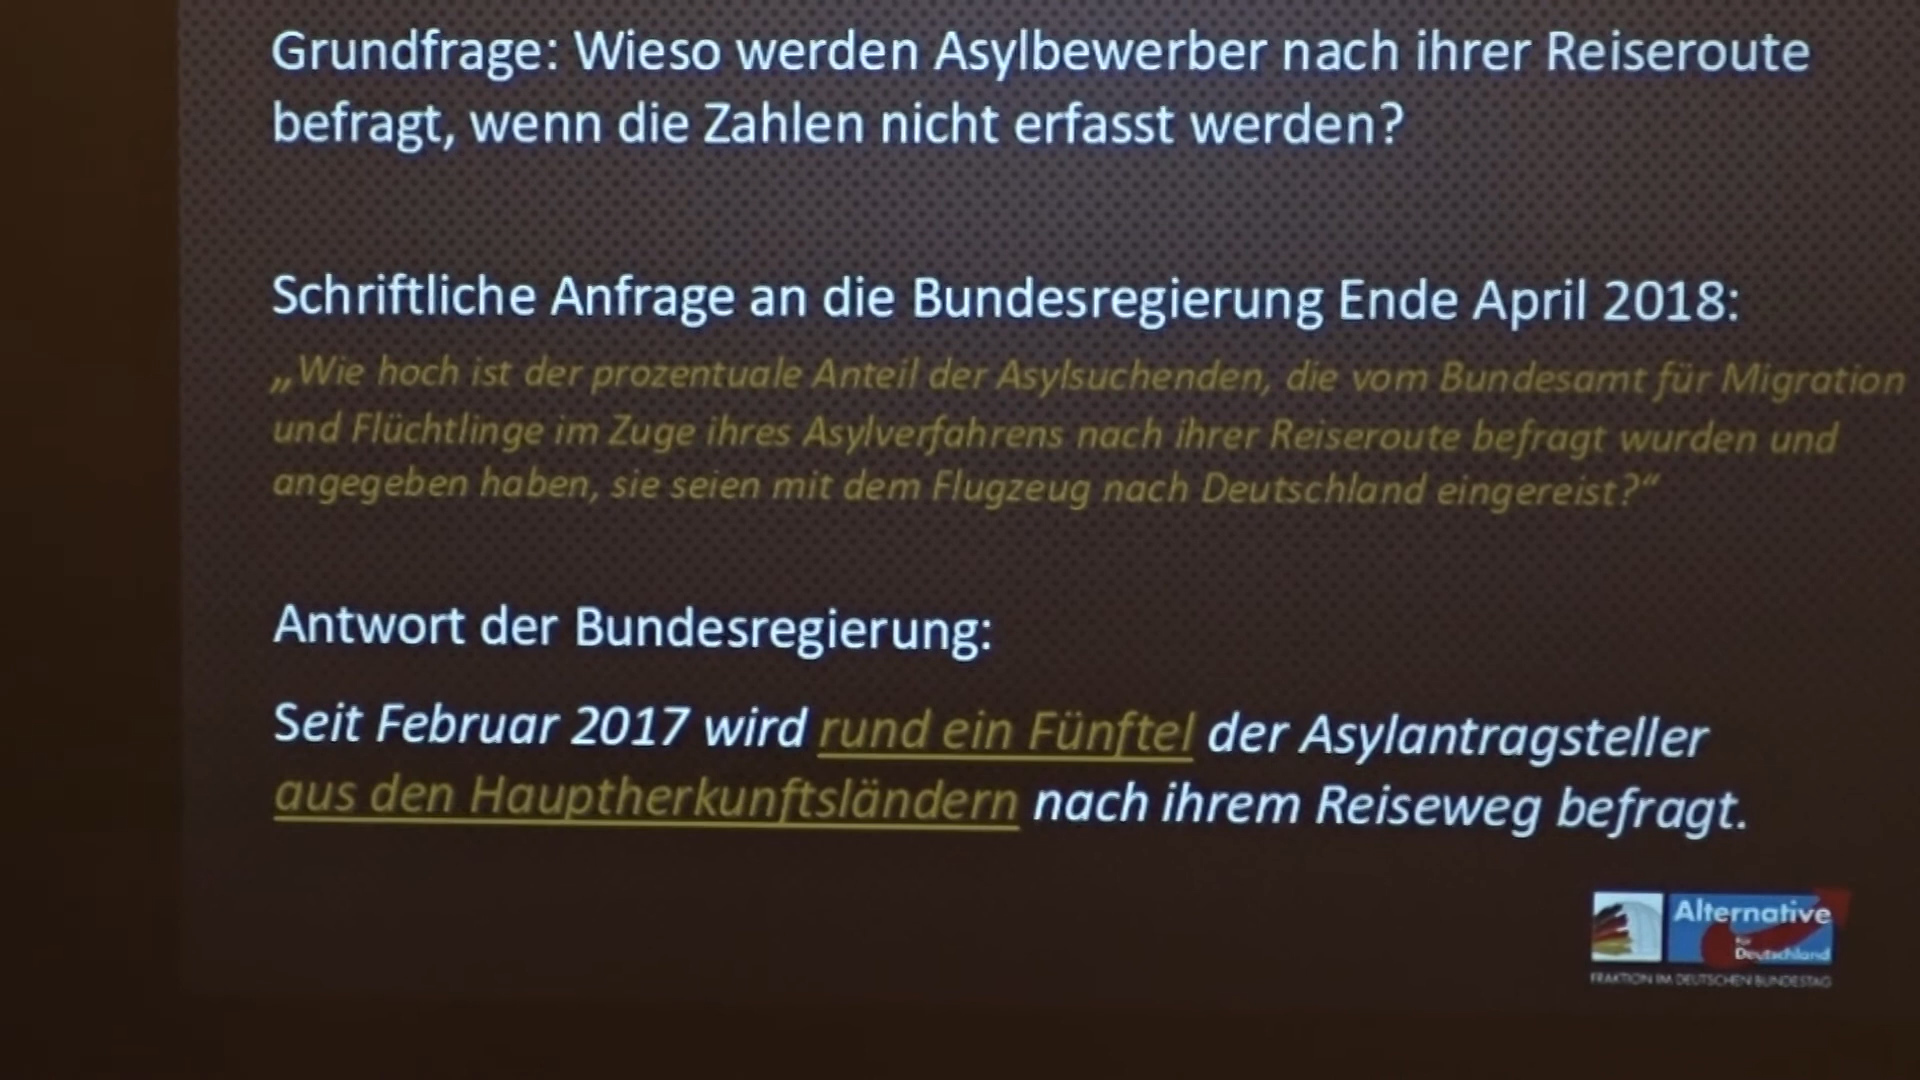 Grundfrage: Wieso werden Asylbewerber nach ihrer Reiseroute
befragt, wenn die Zahlen nicht erfasst werden?
Schriftliche Anfrage an die Bundesregierung Ende April 2018:
„Wie hoch ist der prozentuale Anteil der Asylsuchenden, die vom Bundesamt für Migration
und Flüchtlinge im Zuge ihres Asylverfahrens nach ihrer Reiseroute befragt wurden und
angegeben haben, sie seien mit dem Flugzeug nach Deutschland eingereist?“
Antwort der Bundesregierung:
Seit Februar 2017 wird rund ein Fünftel der Asylantragsteller
aus den Hauptherkunftsländern nach ihrem Reiseweg befragt.
Alternative
für
Deutschland
FRAKTION IM DEUTSCHEN BUNDESTAG